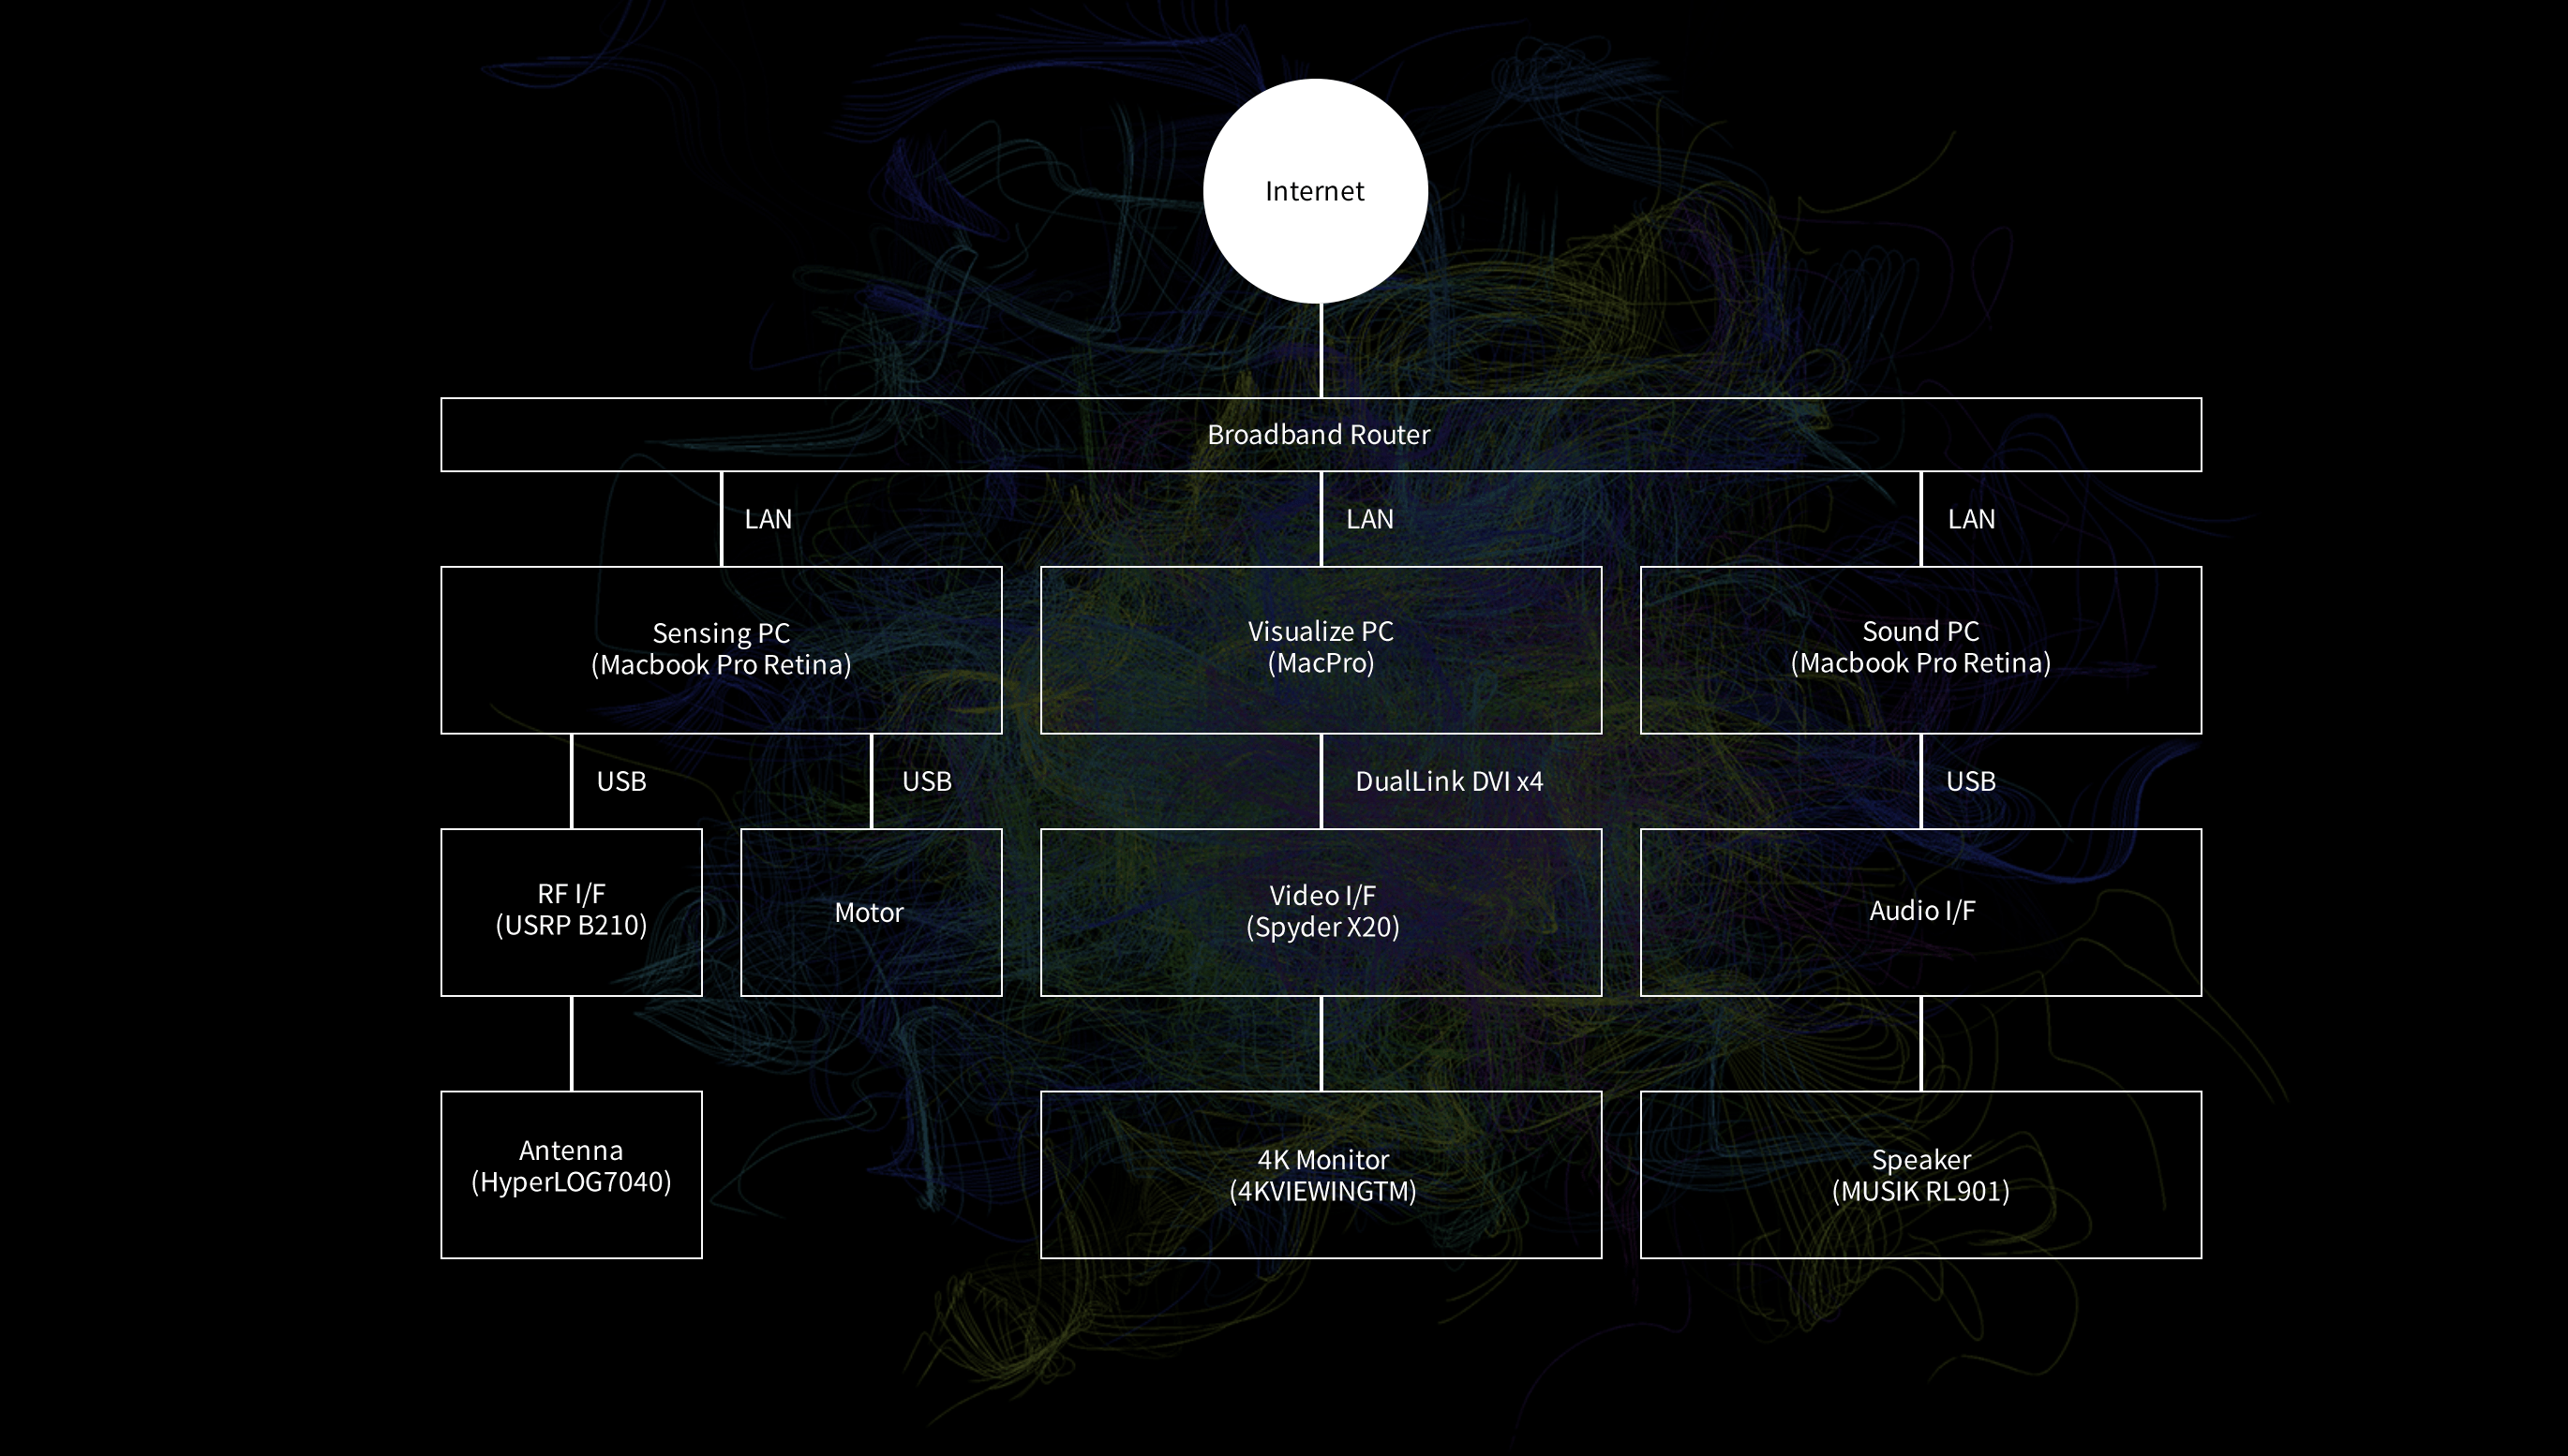 Internet
Broadband Router
LAN
LAN
LAN
Sensing PC
(Macbook Pro Retina)
Visualize PC
(MacPro)
Sound PC
(Macbook Pro Retina)
USB
USB
DualLink DVI x4
USB
RF I/F
(USRP B210)
Motor
Video I/F
(Spyder X20)
Audio I/F
Antenna
(HyperLOG7040)
4K Monitor
(4KVIEWINGTM)
Speaker
(MUSIK RL901)